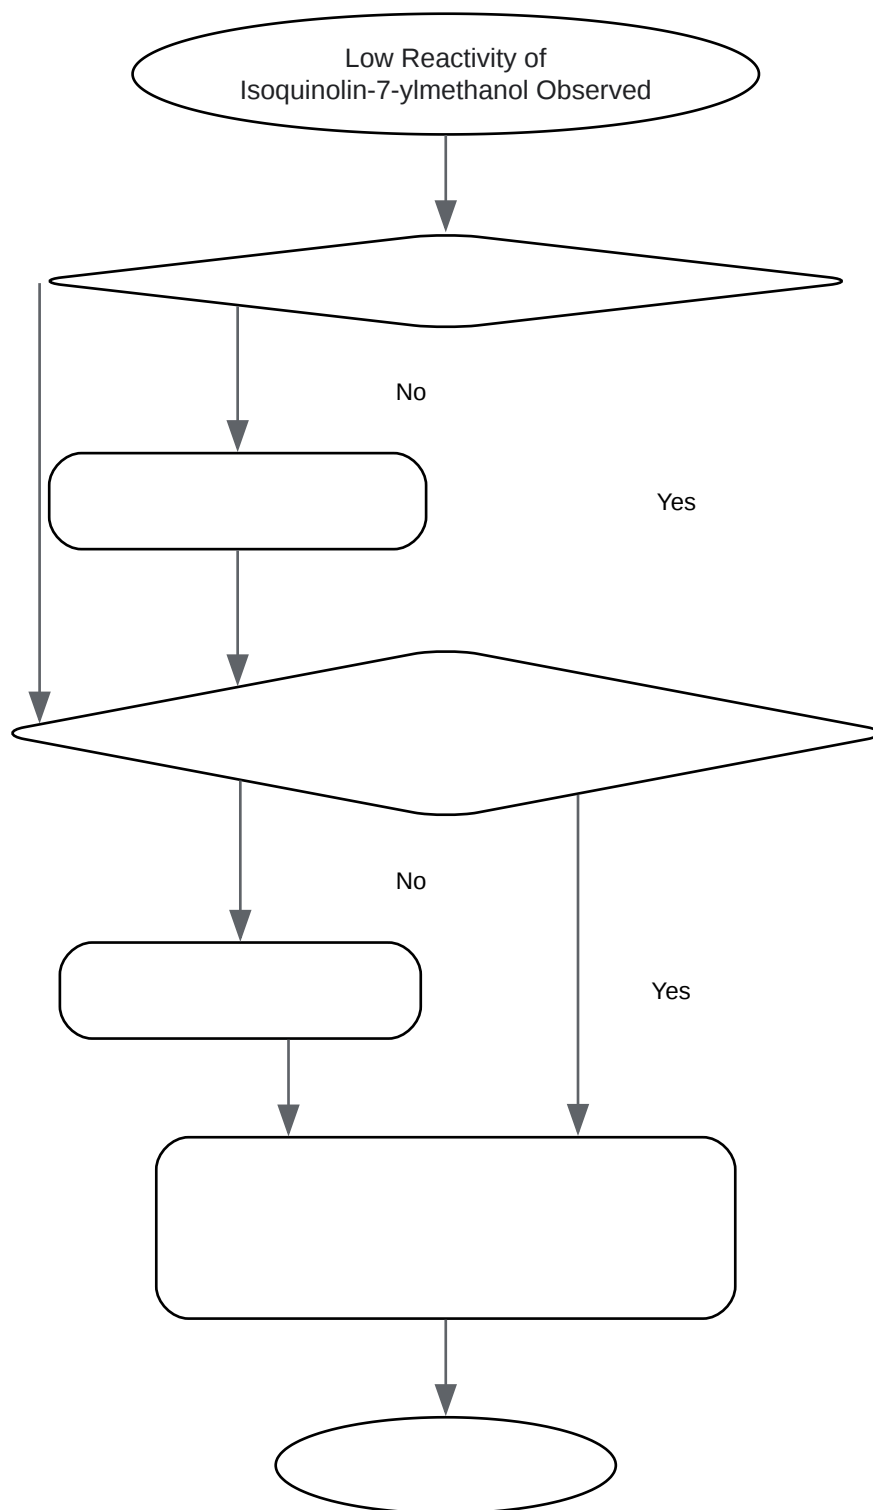 Low Reactivity of
Isoquinolin-7-ylmethanol Observed
No
Yes
No
Yes